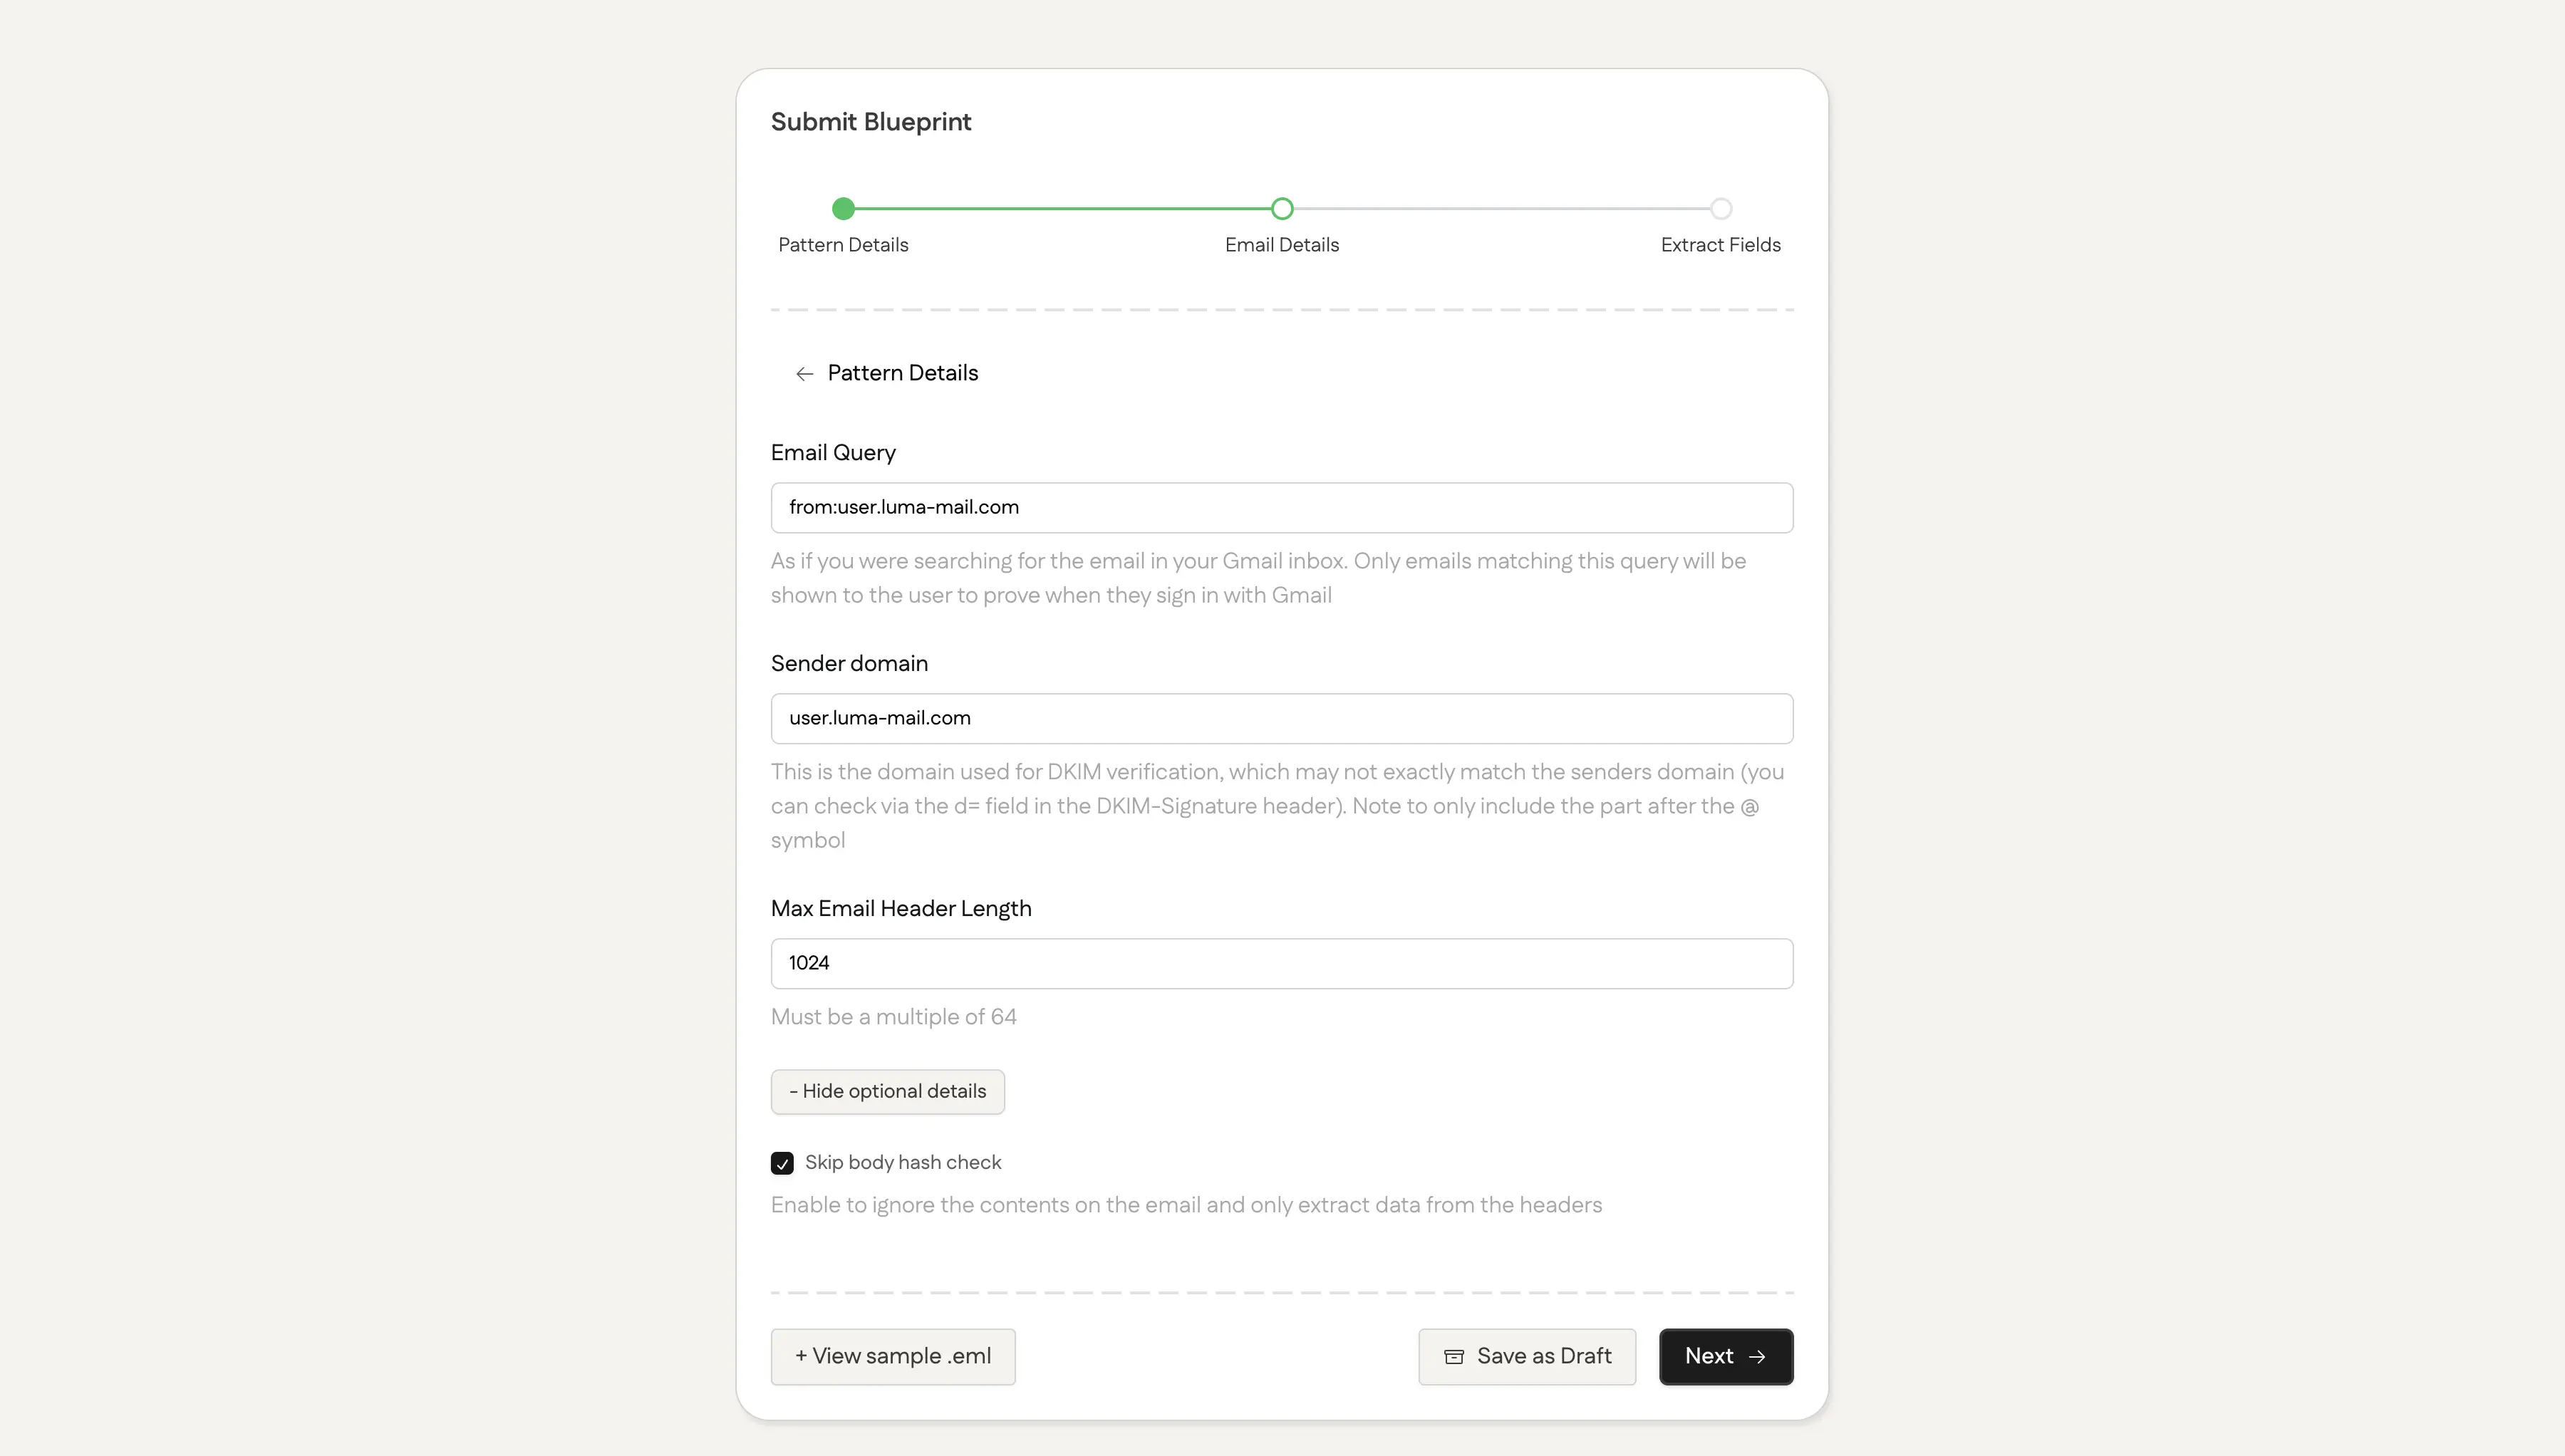 Submit Blueprint
Pattern Details
Email Details
Extract Fields
← Pattern Details
Email Query
from:user.luma-mail.com
As if you were searching for the email in your Gmail inbox. Only emails matching this query will be
shown to the user to prove when they sign in with Gmail
Sender domain
user.luma-mail.com
This is the domain used for DKIM verification, which may not exactly match the senders domain (you
can check via the d= field in the DKIM-Signature header). Note to only include the part after the @
symbol
Max Email Header Length
1024
Must be a multiple of 64
- Hide optional details
Skip body hash check
Enable to ignore the contents on the email and only extract data from the headers
+ View sample .eml
Save as Draft
Next →